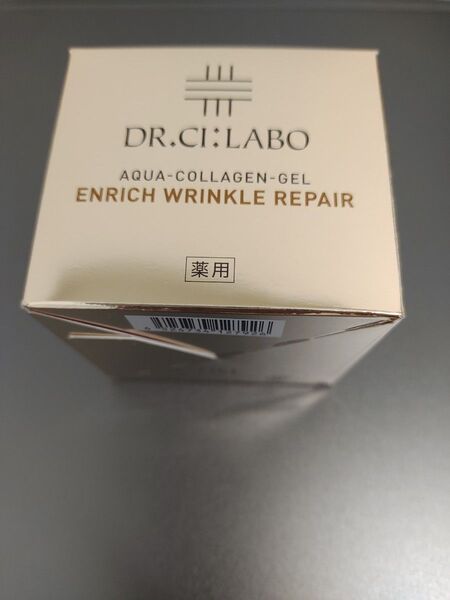 DR.CI:LABO
AQUA-COLLAGEN-GEL
ENRICH WRINKLE REPAIR
薬用